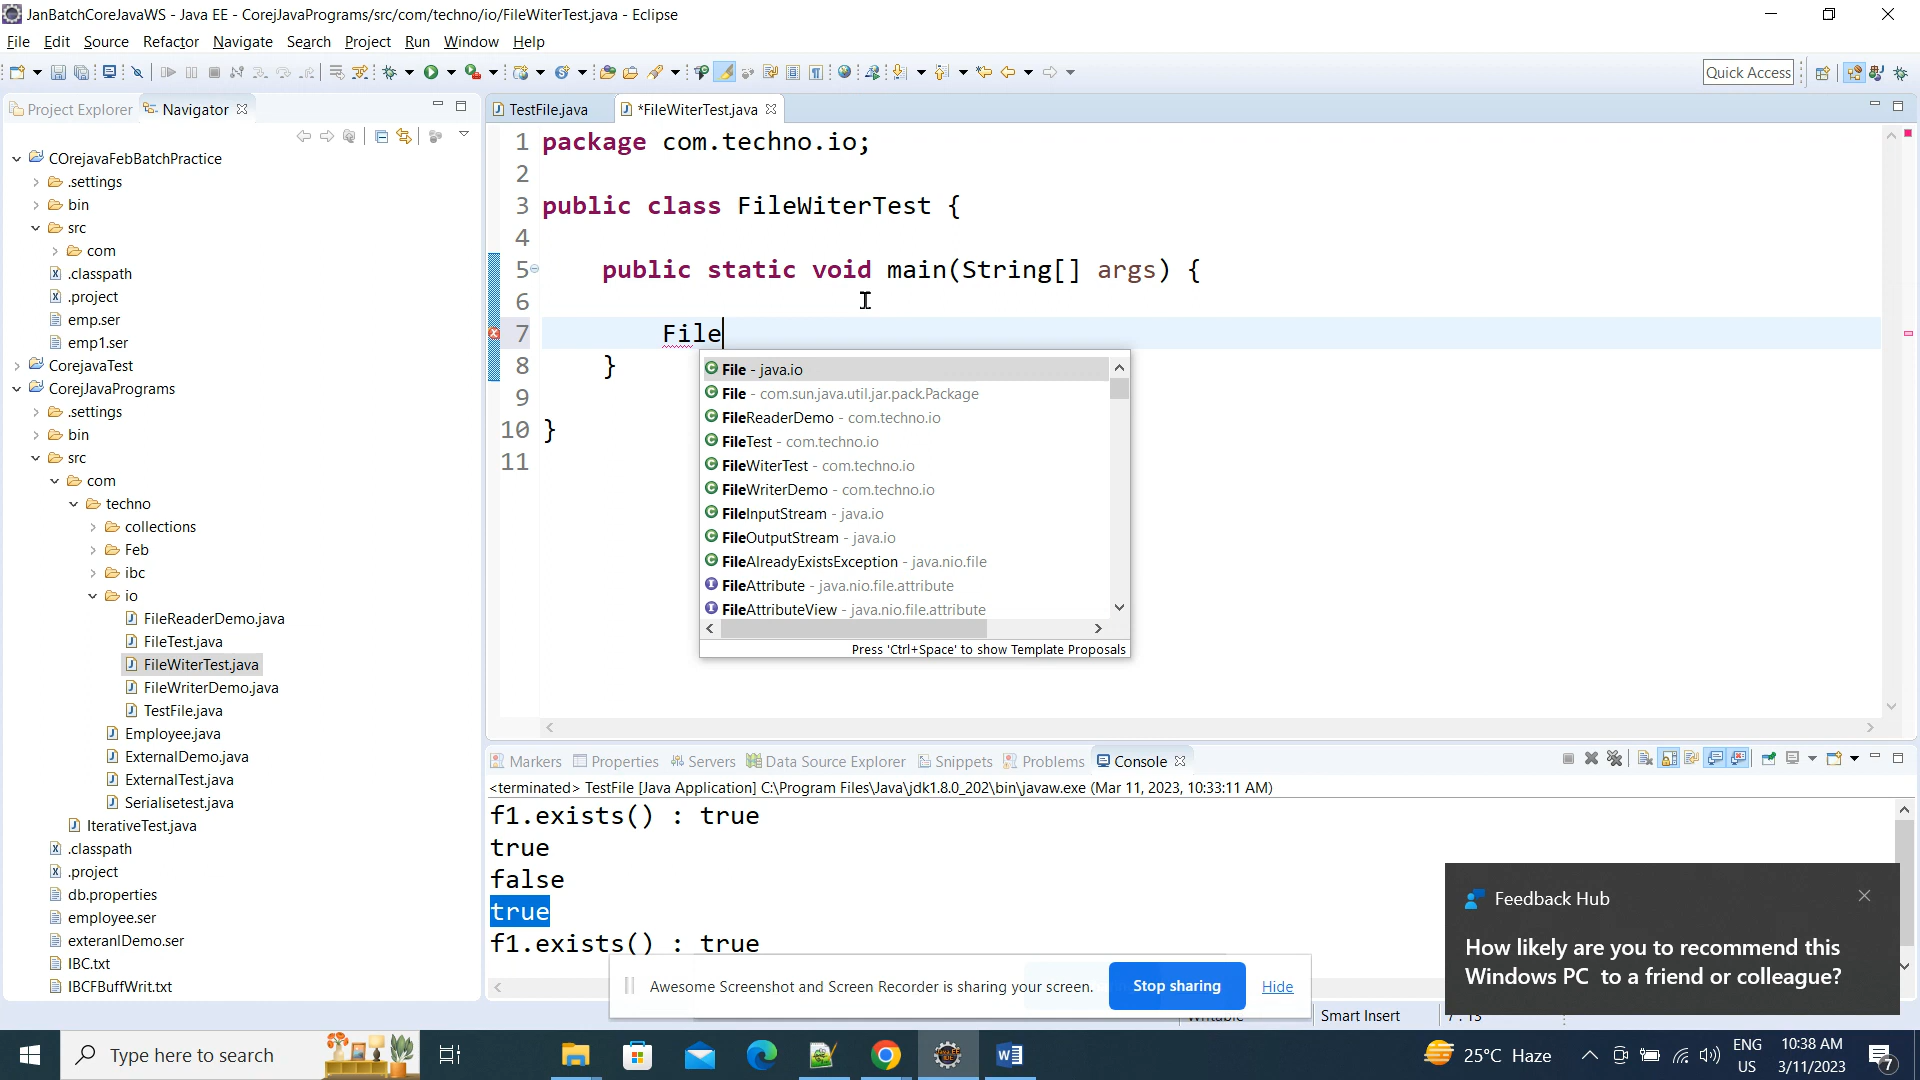 JanBatchCoreJavaWS - Java EE - CorejJavaPrograms/src/com/techno/io/FileWiterTest.java - Eclipse
File Edit Source Refactor Navigate Search Project Run Window Help
Quick Access
Project Explorer Navigator
TestFile.java *FileWiterTest.java
COrejavaFebBatchPractice
.settings
bin
src
com
.classpath
.project
emp.ser
emp1.ser
CorejavaTest
CorejJavaPrograms
.settings
bin
src
com
techno
collections
Feb
ibc
io
FileReaderDemo.java
FileTest.java
FileWiterTest.java
FileWriterDemo.java
TestFile.java
Employee.java
ExternalDemo.java
ExternalTest.java
Serialisetest.java
IterativeTest.java
.classpath
.project
db.properties
employee.ser
exteranlDemo.ser
IBC.txt
IBCFBuffWrit.txt
1 package com.techno.io;
2
3 public class FileWiterTest {
4
5 public static void main(String[] args) {
6
7 File
8 }
9
10 }
11
File - java.io
File - com.sun.java.util.jar.pack.Package
FileReaderDemo - com.techno.io
FileTest - com.techno.io
FileWiterTest - com.techno.io
FileWriterDemo - com.techno.io
FileInputStream - java.io
FileOutputStream - java.io
FileAlreadyExistsException - java.nio.file
FileAttribute - java.nio.file.attribute
FileAttributeView - java.nio.file.attribute
Press 'Ctrl+Space' to show Template Proposals
Markers Properties Servers Data Source Explorer Snippets Problems Console
<terminated> TestFile [Java Application] C:\Program Files\Java\jdk1.8.0_202\bin\javaw.exe (Mar 11, 2023, 10:33:11 AM)
f1.exists() : true
true
false
true
f1.exists() : true
Feedback Hub
How likely are you to recommend this
Windows PC to a friend or colleague?
Awesome Screenshot and Screen Recorder is sharing your screen. Stop sharing Hide
Smart Insert
Type here to search
25°C Haze
ENG
US
10:38 AM
3/11/2023
7